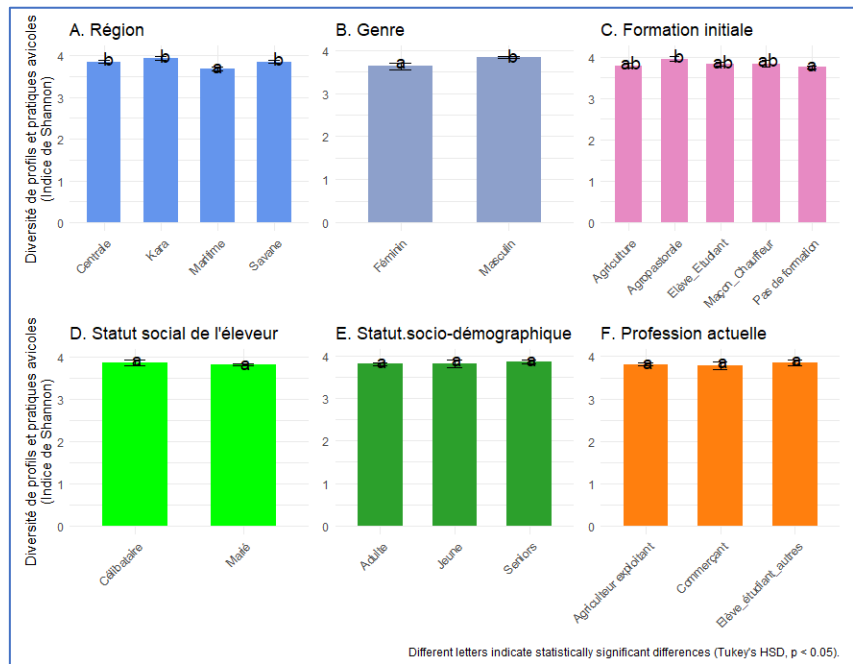 A. Région
B. Genre
C. Formation initiale
Diversité de profils et pratiques avicoles
(Indice de Shannon)
4
3
2
1
0
b
b
a
b
Centrale
Kara
Maritime
Savane
4
3
2
1
0
a
b
Féminin
Masculin
4
3
2
1
0
ab
b
ab
ab
a
Agriculture
Agropastorale
Elève_Etudiant
Maçon_Chauffeur
Pas de formation
D. Statut social de l'éleveur
E. Statut.socio-démographique
F. Profession actuelle
Diversité de profils et pratiques avicoles
(Indice de Shannon)
4
3
2
1
0
a
a
Célibataire
Marié
4
3
2
1
0
a
a
a
Adulte
Jeune
Seniors
4
3
2
1
0
a
a
a
Agriculteur exploitant
Commerçant
Elève_étudiant_autres
Different letters indicate statistically significant differences (Tukey's HSD, p < 0.05).